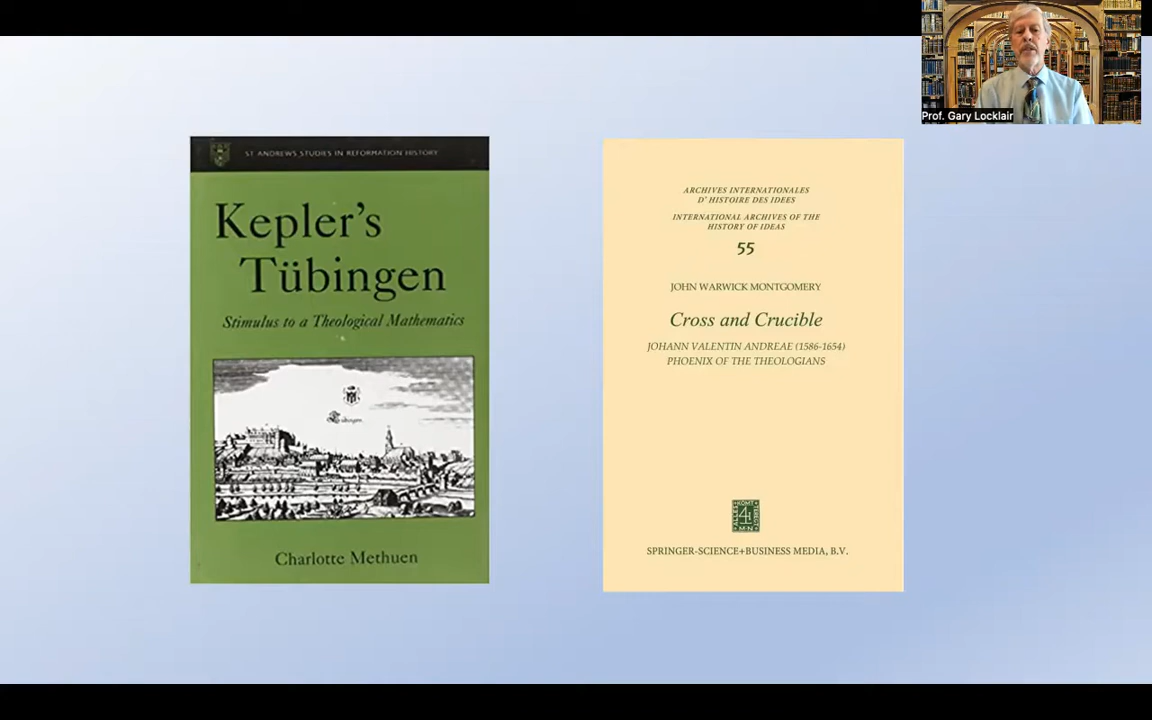 Prof. Gary Locklair
ST ANDREWS STUDIES IN REFORMATION HISTORY
Kepler's
Tübingen
Stimulus to a Theological Mathematics
Tübingen
Charlotte Methuen
ARCHIVES INTERNATIONALES
D' HISTOIRE DES IDEES
INTERNATIONAL ARCHIVES OF THE
HISTORY OF IDEAS
55
JOHN WARWICK MONTGOMERY
Cross and Crucible
JOHANN VALENTIN ANDREAE (1586-1654)
PHOENIX OF THE THEOLOGIANS
SPRINGER-SCIENCE+BUSINESS MEDIA, B.V.